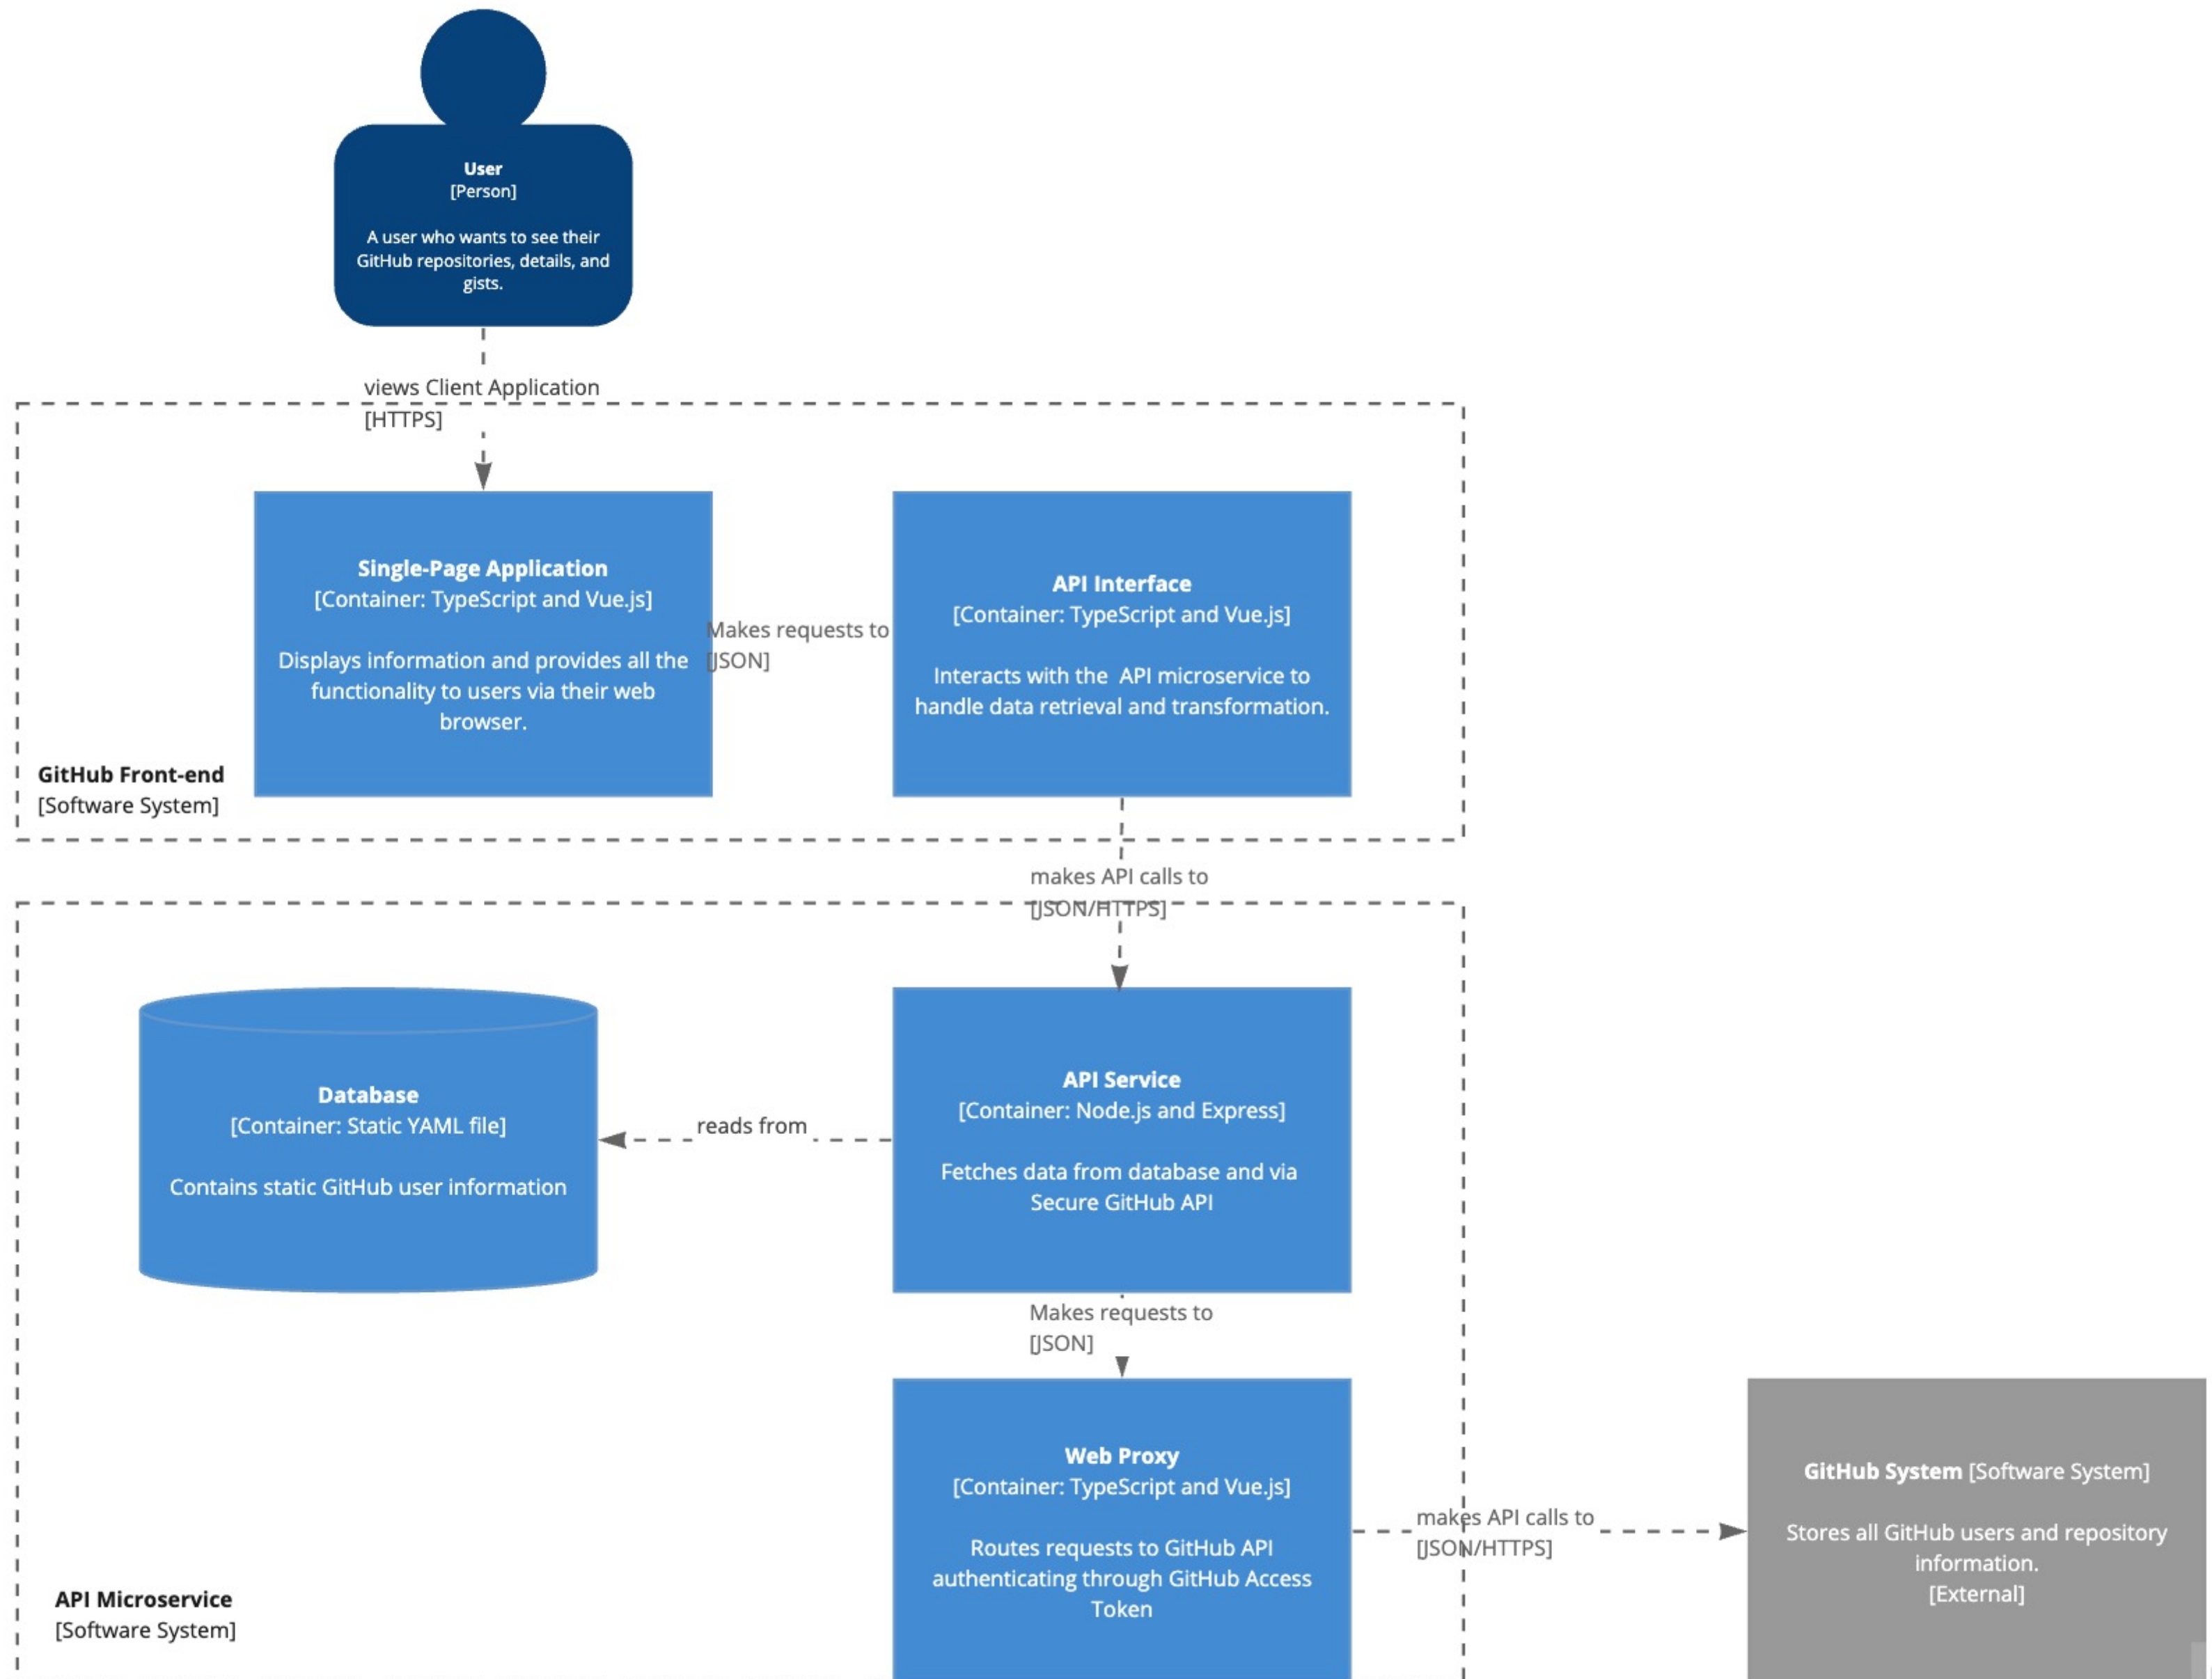 User
[Person]
A user who wants to see their
GitHub repositories, details, and
gists.
views Client Application
[HTTPS]
Single-Page Application
[Container: TypeScript and Vue.js]
Displays information and provides all the
functionality to users via their web
browser.
Makes requests to
[JSON]
API Interface
[Container: TypeScript and Vue.js]
Interacts with the  API microservice to
handle data retrieval and transformation.
GitHub Front-end
[Software System]
makes API calls to
[JSON/HTTPS]
Database
[Container: Static YAML file]
Contains static GitHub user information
reads from
API Service
[Container: Node.js and Express]
Fetches data from database and via
Secure GitHub API
Makes requests to
[JSON]
Web Proxy
[Container: TypeScript and Vue.js]
Routes requests to GitHub API
authenticating through GitHub Access
Token
makes API calls to
[JSON/HTTPS]
GitHub System [Software System]
Stores all GitHub users and repository
information.
[External]
API Microservice
[Software System]